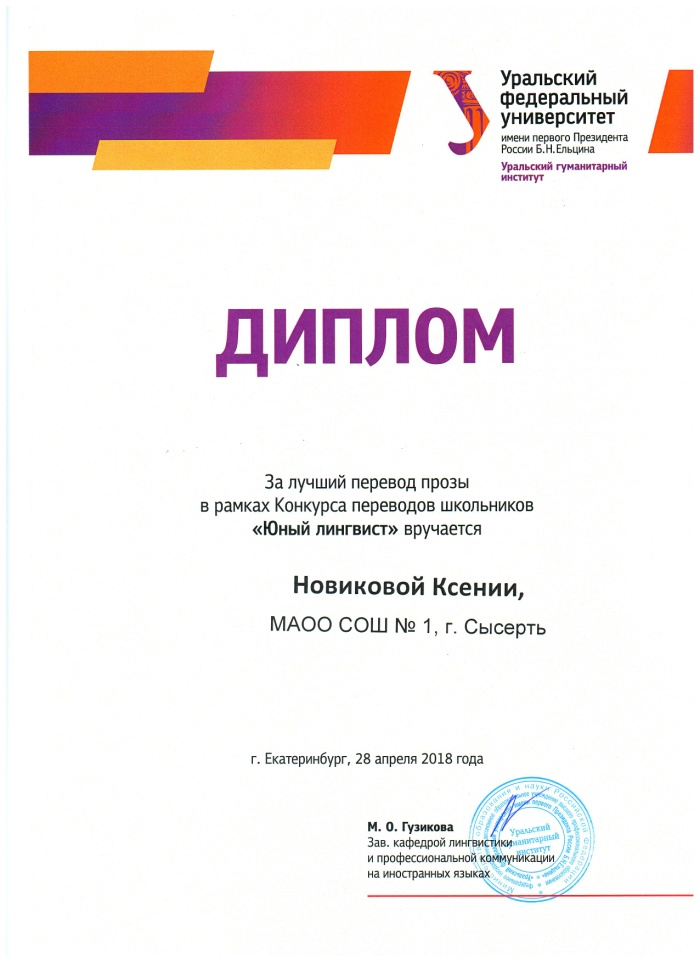 Уральский
федеральный
университет
имени первого Президента
России Б.Н.Ельцина
Уральский гуманитарный
институт
ДИПЛОМ
За лучший перевод прозы
в рамках Конкурса переводов школьников
«Юный лингвист» вручается
Новиковой Ксении,
МАОО СОШ № 1, г. Сысерть
г. Екатеринбург, 28 апреля 2018 года
М. О. Гузикова
Зав. кафедрой лингвистики
и профессиональной коммуникации
на иностранных языках
Уральский
гуманитарный
институт